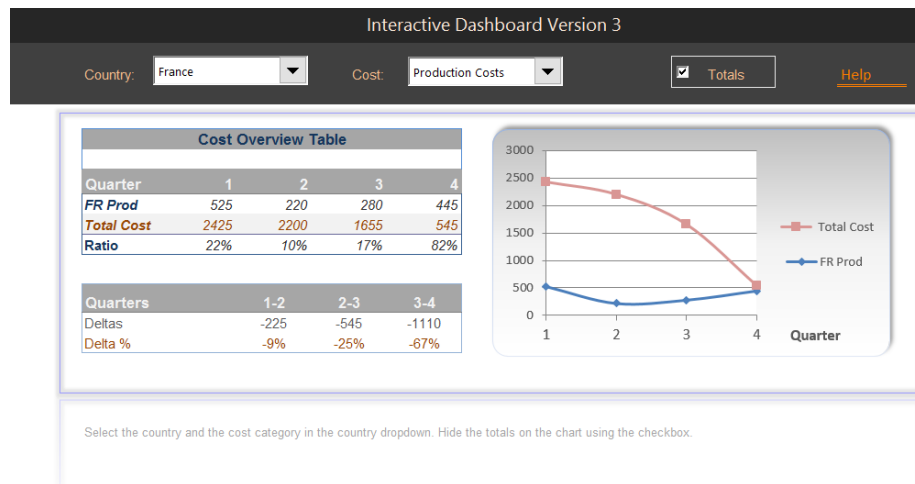 Interactive Dashboard Version 3
Country: France Cost: Production Costs Totals Help
Cost Overview Table
Quarter 1 2 3 4
FR Prod 525 220 280 445
Total Cost 2425 2200 1655 545
Ratio 22% 10% 17% 82%
Quarters 1-2 2-3 3-4
Deltas -225 -545 -1110
Delta % -9% -25% -67%
3000
2500
2000
1500
1000
500
0
1 2 3 4 Quarter
Total Cost
FR Prod
Select the country and the cost category in the country dropdown. Hide the totals on the chart using the checkbox.